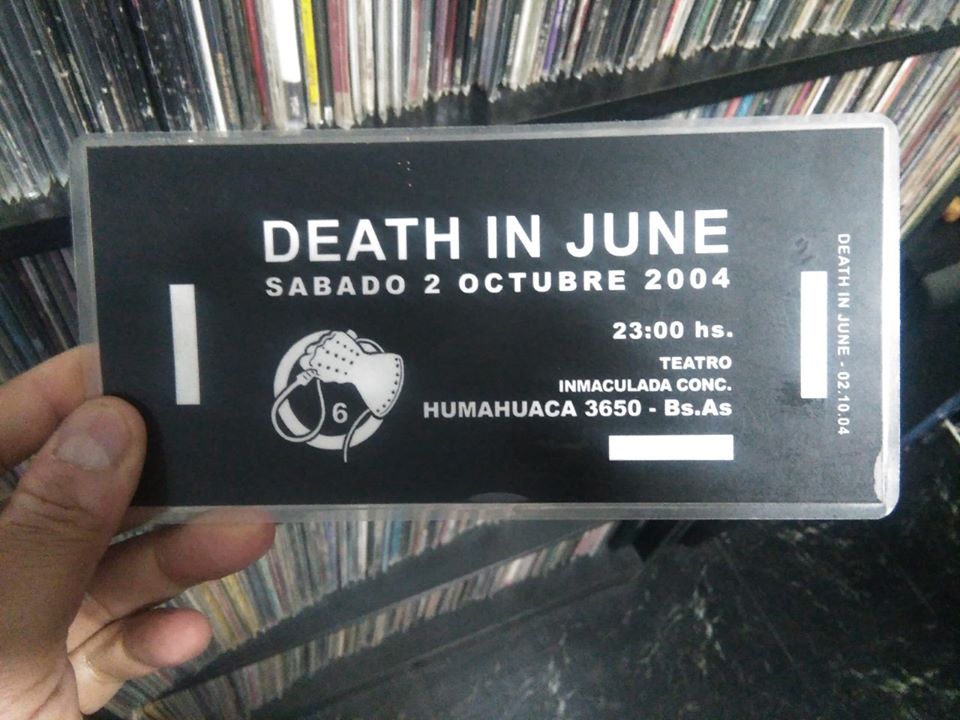 DEATH IN JUNE
SABADO 2 OCTUBRE 2004
23:00 hs.
TEATRO
INMACULADA CONC.
HUMAHUACA 3650 - Bs.As
6
DEATH IN JUNE - 02.10.04